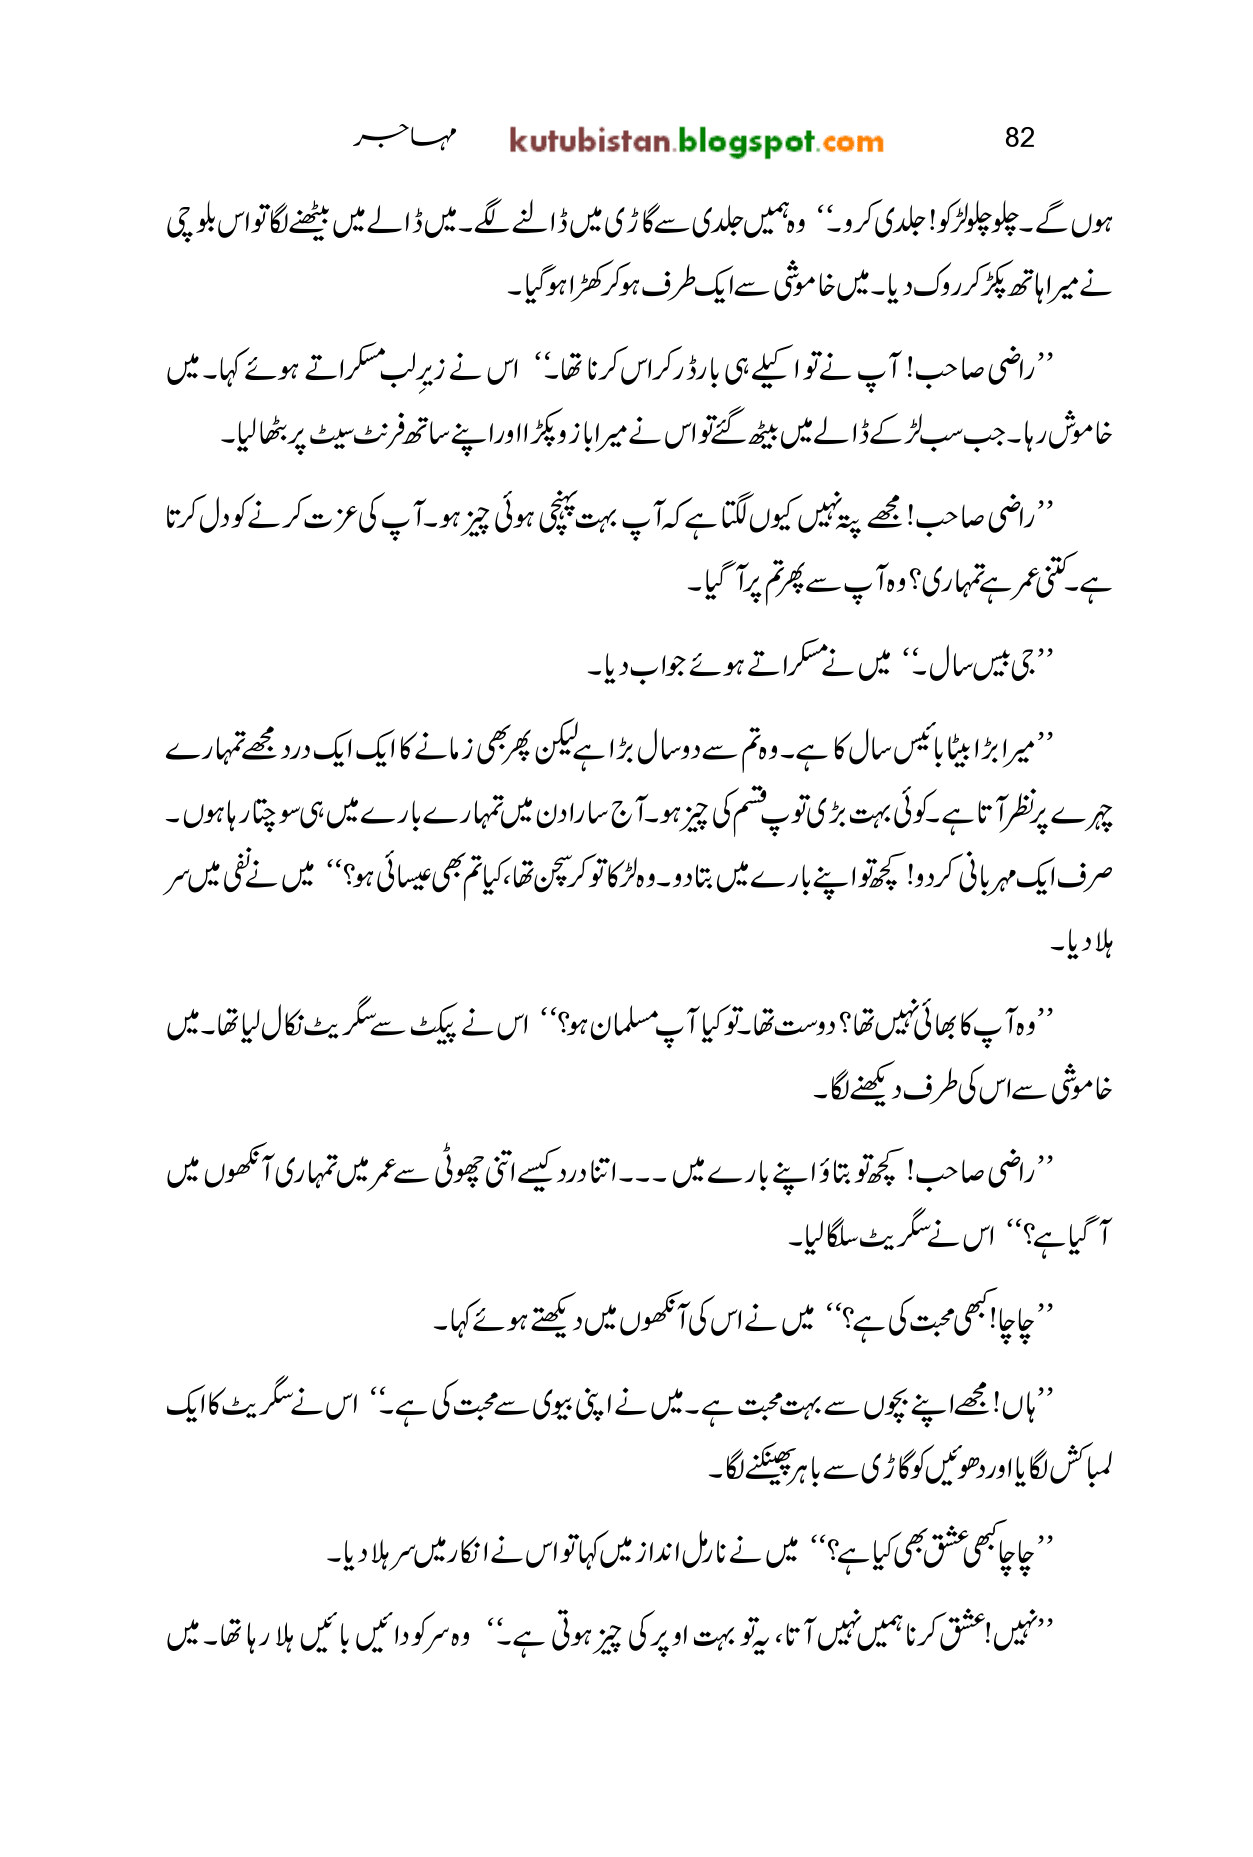 82 kutubistan.blogspot.com مہاجر
ہوں گے۔ چلو چلو لڑکو! جلدی کرو۔‘‘ وہ ہمیں جلدی سے گاڑی میں ڈالنے لگے۔ میں ڈالے میں بیٹھنے لگا تو اس بلوچی
نے میرا ہاتھ پکڑ کر روک دیا۔ میں خاموشی سے ایک طرف ہو کر کھڑا ہو گیا۔
’’راضی صاحب! آپ نے تو اکیلے ہی بارڈر کراس کرنا تھا۔‘‘ اس نے زیرِلب مسکراتے ہوئے کہا۔ میں
خاموش رہا۔ جب سب لڑکے ڈالے میں بیٹھ گئے تو اس نے میرا بازو پکڑا اور اپنے ساتھ فرنٹ سیٹ پر بٹھا لیا۔
’’راضی صاحب! مجھے پتہ نہیں کیوں لگتا ہے کہ آپ بہت پہنچی ہوئی چیز ہو۔ آپ کی عزت کرنے کو دل کرتا
ہے۔ کتنی عمر ہے تمہاری؟ وہ آپ سے پھر تم پر آ گیا۔
’’جی بیس سال۔‘‘ میں نے مسکراتے ہوئے جواب دیا۔
’’میرا بڑا بیٹا بائیس سال کا ہے۔ وہ تم سے دو سال بڑا ہے لیکن پھر بھی زمانے کا ایک ایک درد مجھے تمہارے
چہرے پر نظر آتا ہے۔ کوئی بہت بڑی توپ قسم کی چیز ہو۔ آج سارا دن میں تمہارے بارے میں ہی سوچتا رہا ہوں۔
صرف ایک مہربانی کر دو! کچھ تو اپنے بارے میں بتا دو۔ وہ لڑکا تو کرسچن تھا، کیا تم بھی عیسائی ہو؟‘‘ میں نے نفی میں سر
ہلا دیا۔
’’وہ آپ کا بھائی نہیں تھا؟ دوست تھا۔ تو کیا آپ مسلمان ہو؟‘‘ اس نے پیکٹ سے سگریٹ نکال لیا تھا۔ میں
خاموشی سے اس کی طرف دیکھنے لگا۔
’’راضی صاحب! کچھ تو بتاؤ اپنے بارے میں ۔۔۔ اتنا درد کیسے اتنی چھوٹی سے عمر میں تمہاری آنکھوں میں
آ گیا ہے؟‘‘ اس نے سگریٹ سلگا لیا۔
’’چاچا! کبھی محبت کی ہے؟‘‘ میں نے اس کی آنکھوں میں دیکھتے ہوئے کہا۔
’’ہاں! مجھے اپنے بچوں سے بہت محبت ہے۔ میں نے اپنی بیوی سے محبت کی ہے۔‘‘ اس نے سگریٹ کا ایک
لمبا کش لگایا اور دھوئیں کو گاڑی سے باہر پھینکنے لگا۔
’’چاچا کبھی عشق بھی کیا ہے؟‘‘ میں نے نارمل انداز میں کہا تو اس نے انکار میں سر ہلا دیا۔
’’نہیں! عشق کرنا ہمیں نہیں آتا، یہ تو بہت اوپر کی چیز ہوتی ہے۔‘‘ وہ سر کو دائیں بائیں ہلا رہا تھا۔ میں